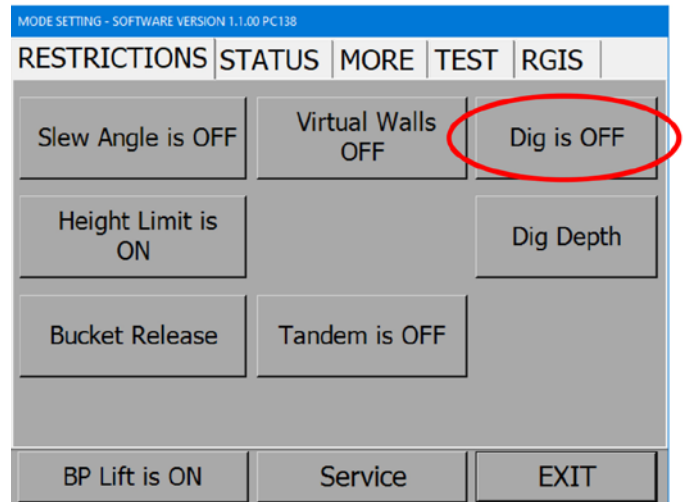 MODE SETTING - SOFTWARE VERSION 1.1.00 PC138
RESTRICTIONS STATUS MORE TEST RGIS
Slew Angle is OFF
Virtual Walls
OFF
Dig is OFF
Height Limit is
ON
Dig Depth
Bucket Release
Tandem is OFF
BP Lift is ON
Service
EXIT